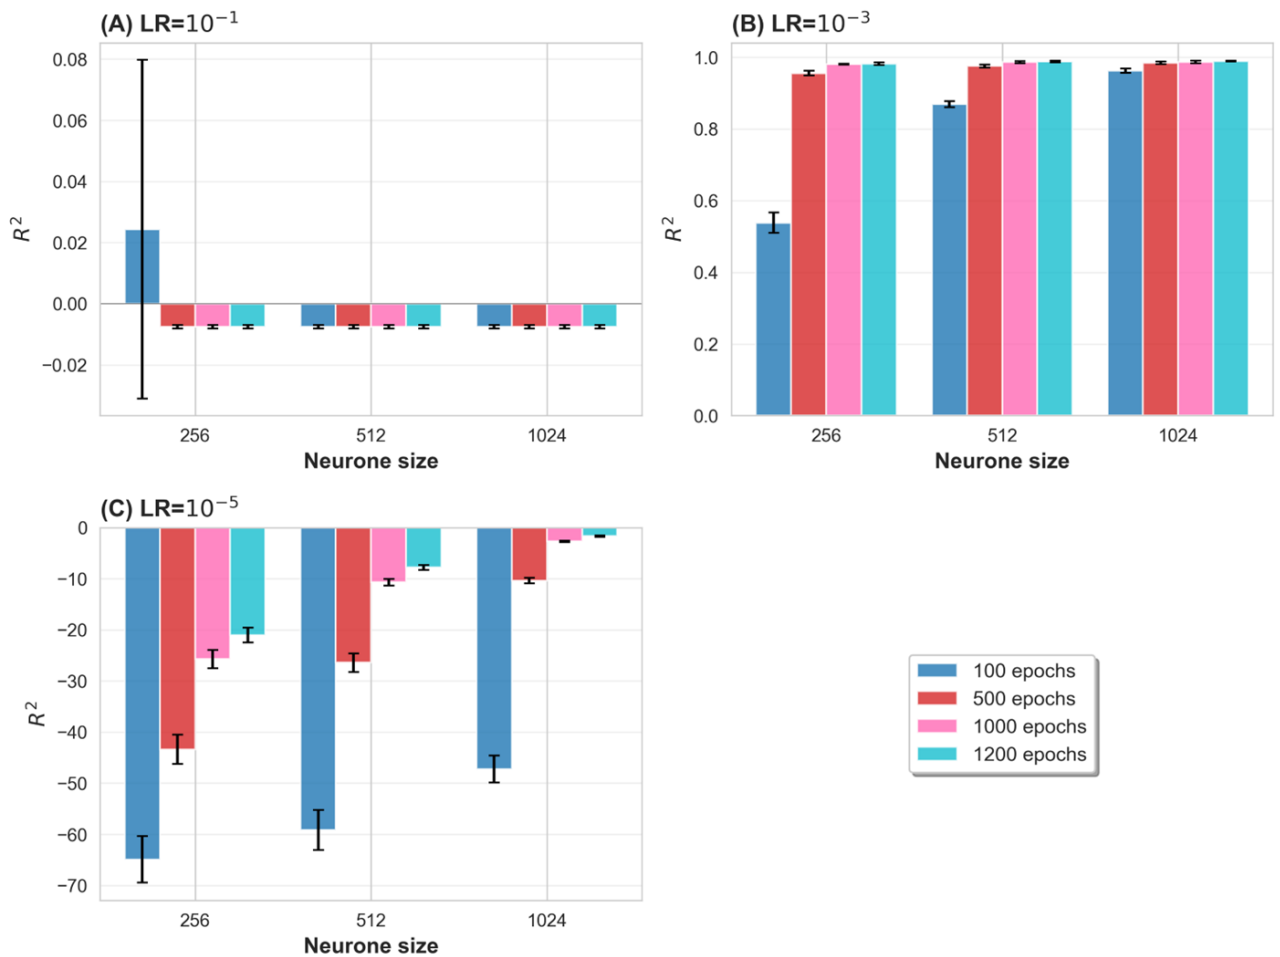 (A) LR=10⁻¹
0.08
0.06
0.04
0.02
0.00
−0.02
R²
256 512 1024
Neurone size
(B) LR=10⁻³
1.0
0.8
0.6
0.4
0.2
0.0
R²
256 512 1024
Neurone size
(C) LR=10⁻⁵
0
−10
−20
−30
−40
−50
−60
−70
R²
256 512 1024
Neurone size
100 epochs
500 epochs
1000 epochs
1200 epochs